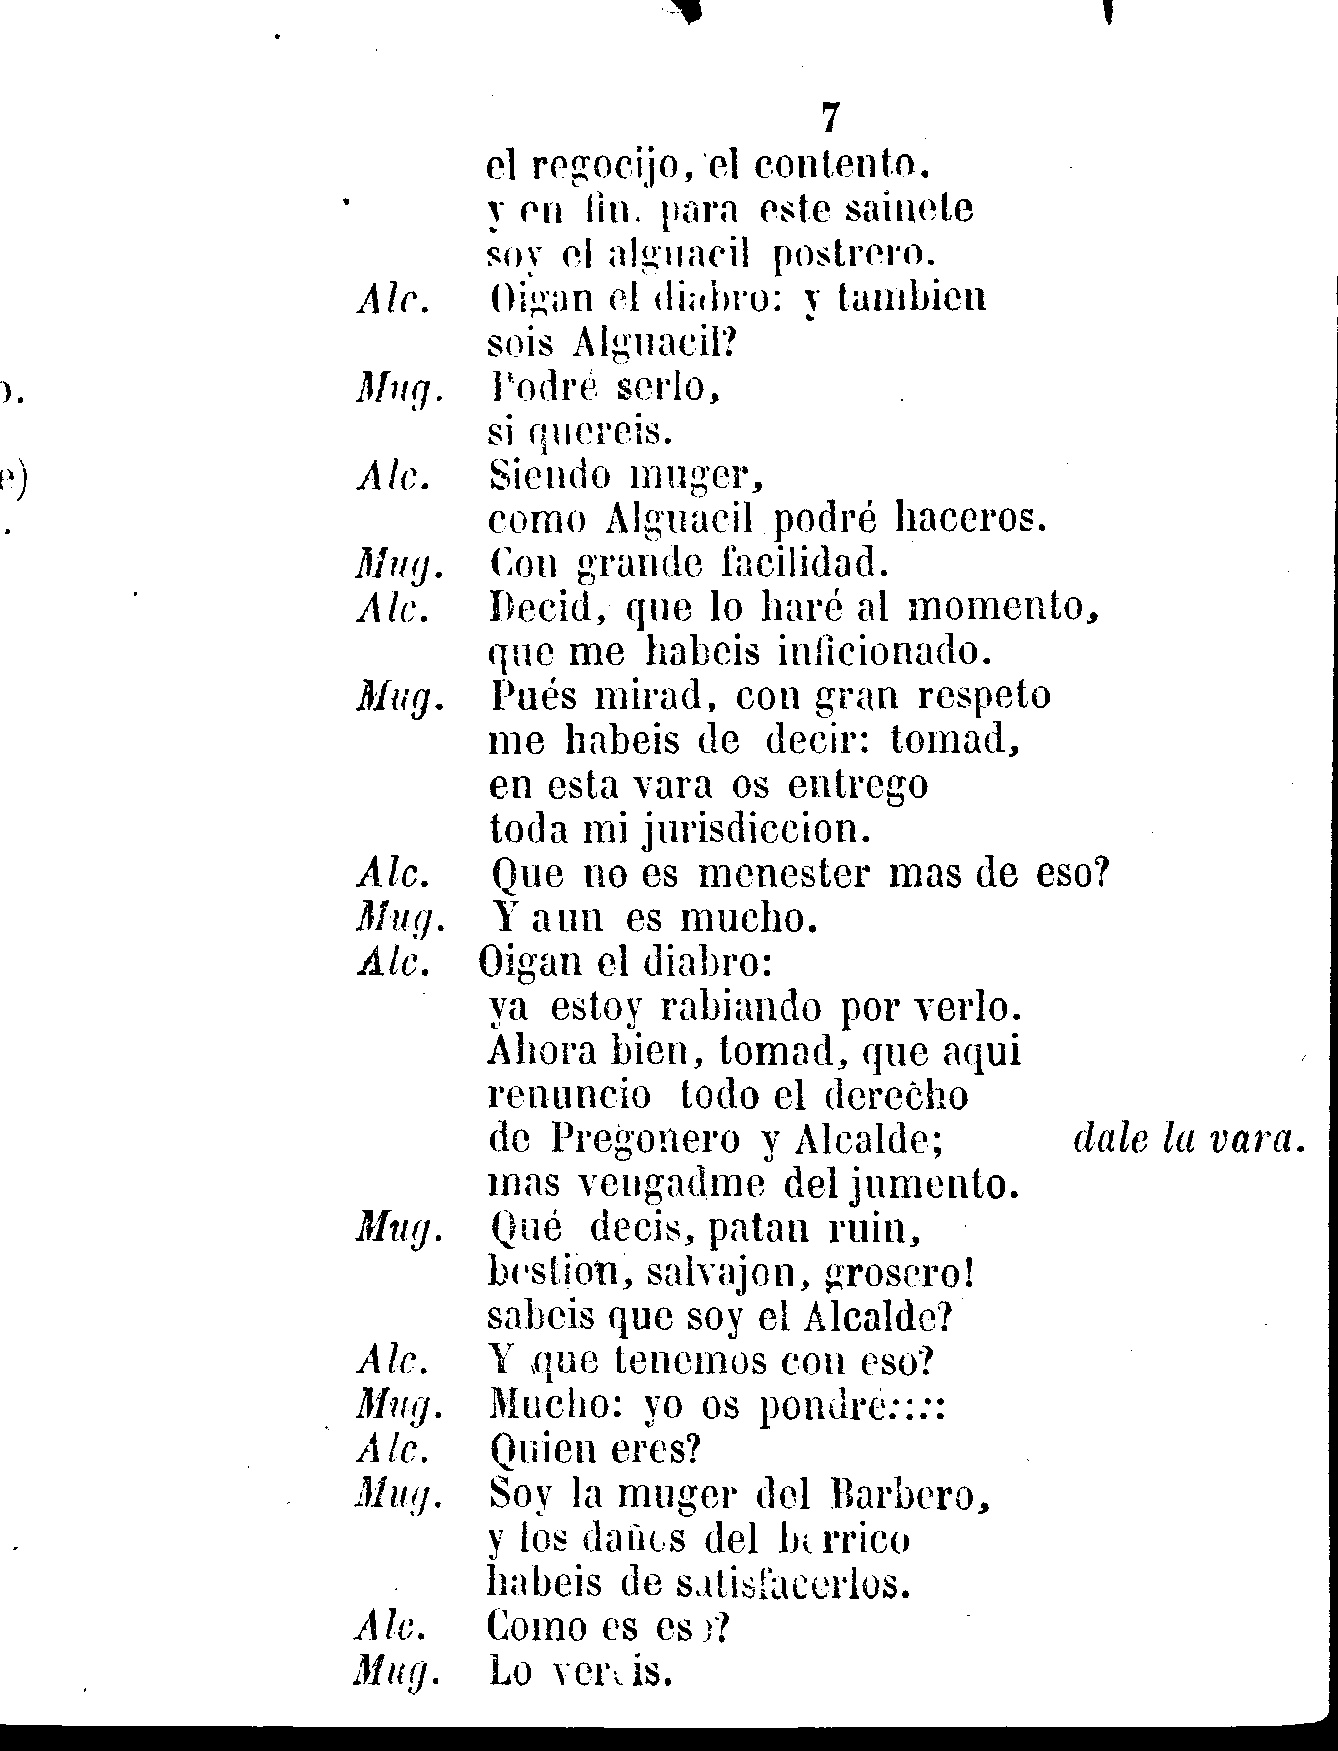 7
el regocijo, el contento.
y en fin. para este sainete
soy el alguacil postrero.
Alc. Oigan el diabro: y tambien
sois Alguacil?
Mug. Podré serlo,
si quereis.
Alc. Siendo muger,
como Alguacil podré haceros.
Mug. Con grande facilidad.
Alc. Decid, que lo haré al momento,
que me habeis inficionado.
Mug. Pués mirad, con gran respeto
me habeis de decir: tomad,
en esta vara os entrego
toda mi jurisdiccion.
Alc. Que no es menester mas de eso?
Mug. Y aun es mucho.
Alc. Oigan el diabro:
ya estoy rabiando por verlo.
Ahora bien, tomad, que aqui
renuncio todo el derecho
de Pregonero y Alcalde; dale la vara.
mas vengadme del jumento.
Mug. Qué decis, patan ruin,
bestion, salvajon, grosero!
sabeis que soy el Alcalde?
Alc. Y que tenemos con eso?
Mug. Mucho: yo os pondré:::::
Alc. Quien eres?
Mug. Soy la muger del Barbero,
y los daños del borrico
habeis de satisfacerlos.
Alc. Como es eso?
Mug. Lo vereis.